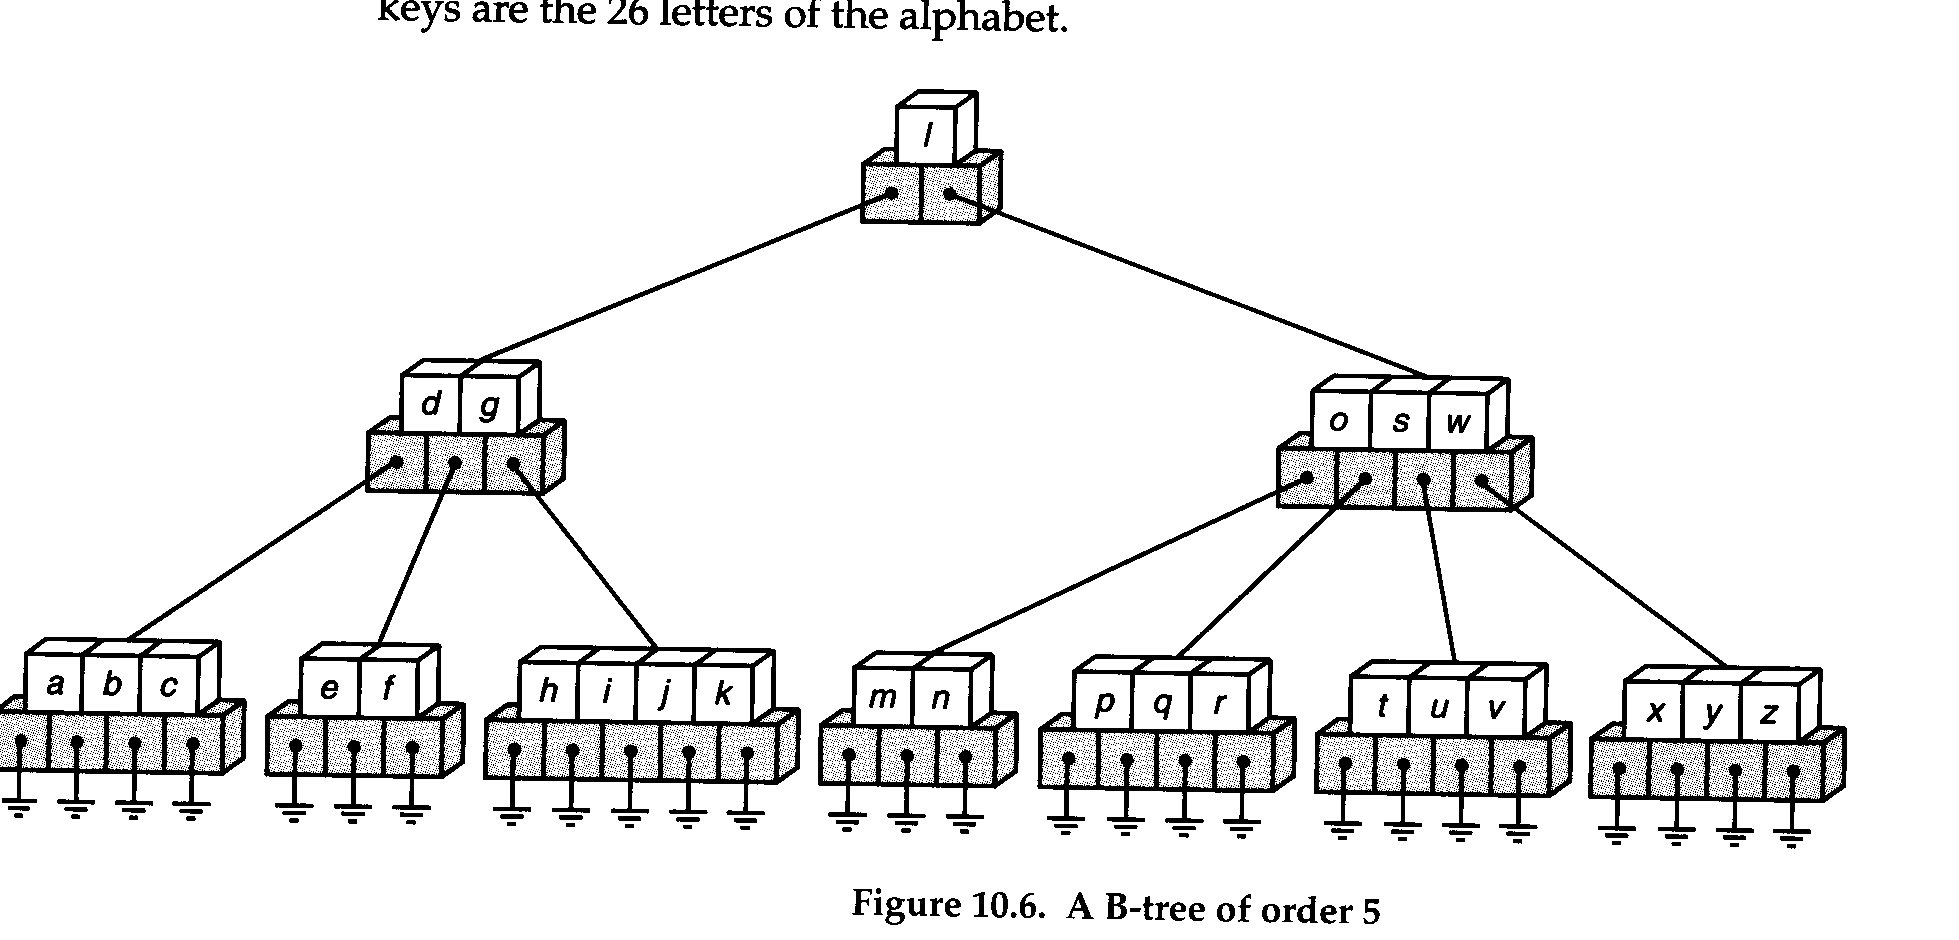 keys are the 26 letters of the alphabet.
l
d g
o s w
a b c
e f
h i j k
m n
p q r
t u v
x y z
Figure 10.6. A B-tree of order 5